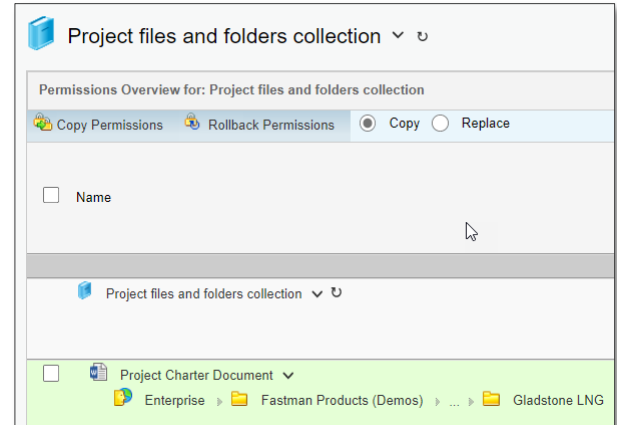 Project files and folders collection
Permissions Overview for: Project files and folders collection
Copy Permissions Rollback Permissions Copy Replace
Name
Project files and folders collection
Project Charter Document
Enterprise Fastman Products (Demos) ... Gladstone LNG